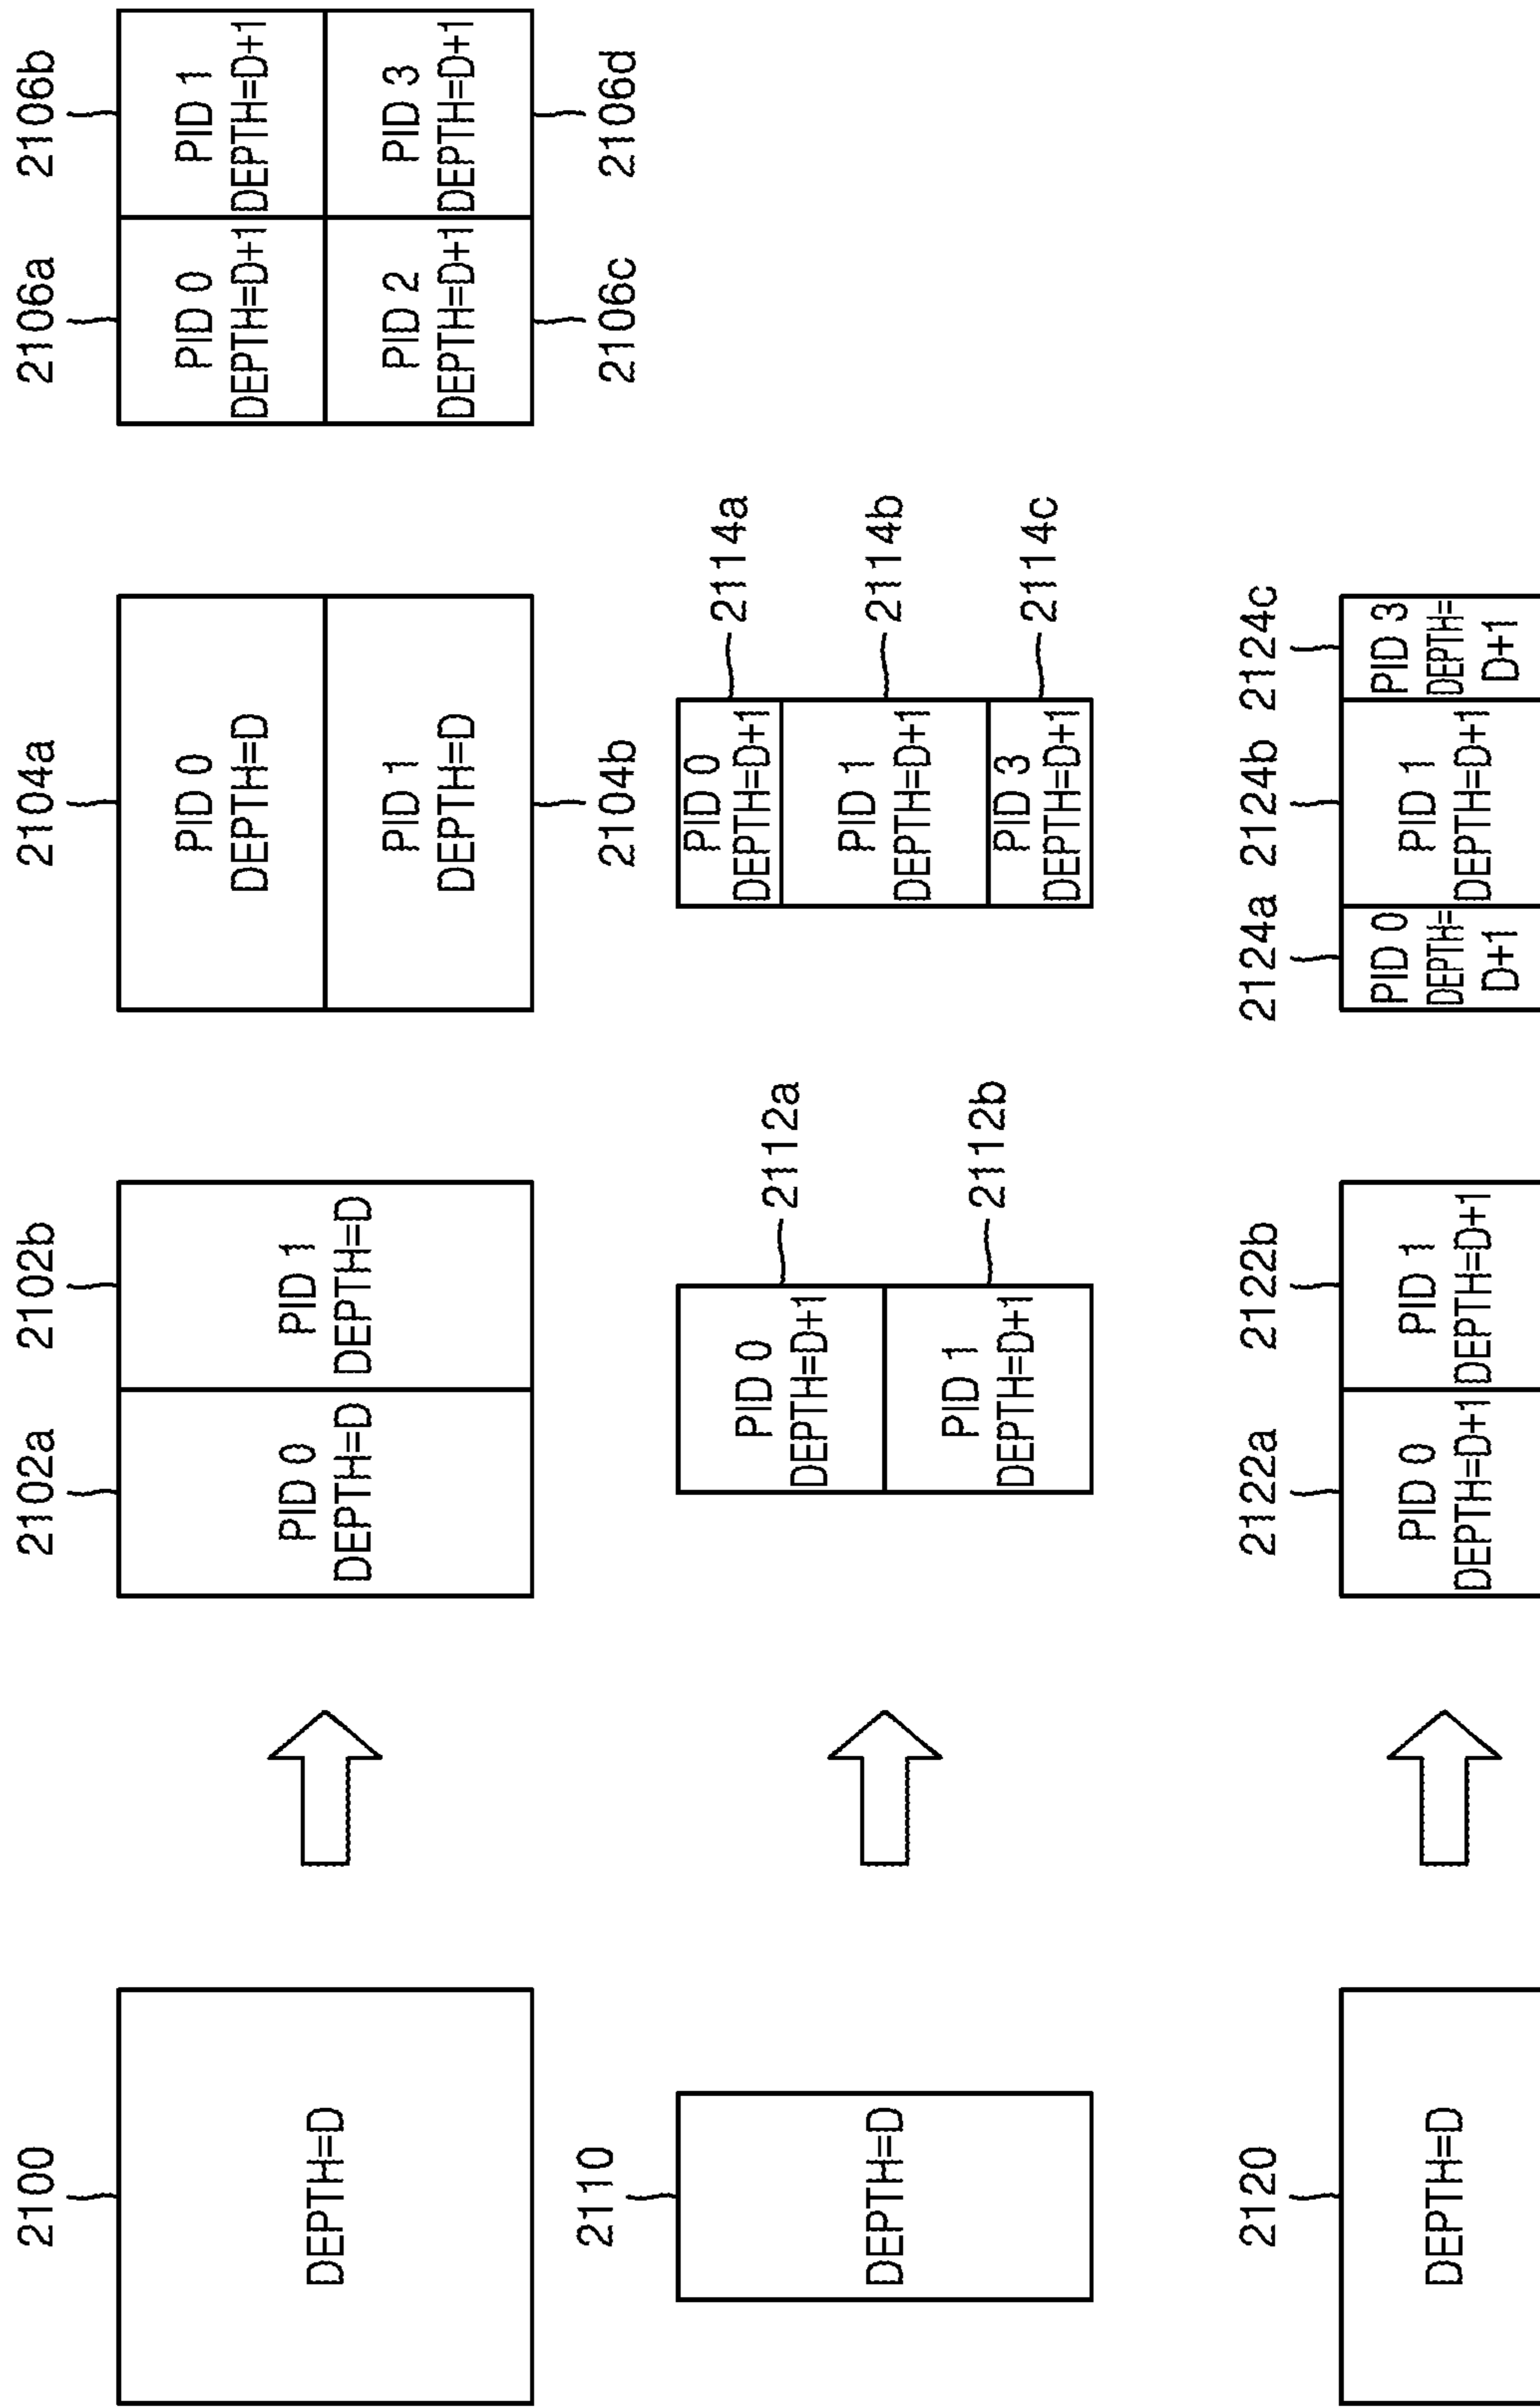 2100
DEPTH=D
2102a
2102b
PID 0
DEPTH=D
PID 1
DEPTH=D
2104a
PID 0
DEPTH=D
PID 1
DEPTH=D
2104b
2106a
2106b
PID 0
DEPTH=D+1
PID 1
DEPTH=D+1
PID 2
DEPTH=D+1
PID 3
DEPTH=D+1
2106c
2106d
2110
DEPTH=D
PID 0
DEPTH=D+1
2112a
PID 1
DEPTH=D+1
2112b
PID 0
DEPTH=D+1
2114a
PID 1
DEPTH=D+1
2114b
PID 3
DEPTH=D+1
2114c
2120
DEPTH=D
2122a
2122b
PID 0
DEPTH=D+1
PID 1
DEPTH=D+1
2124a
2124b
2124c
PID 0
DEPTH=
D+1
PID 1
DEPTH=D+1
PID 3
DEPTH=
D+1